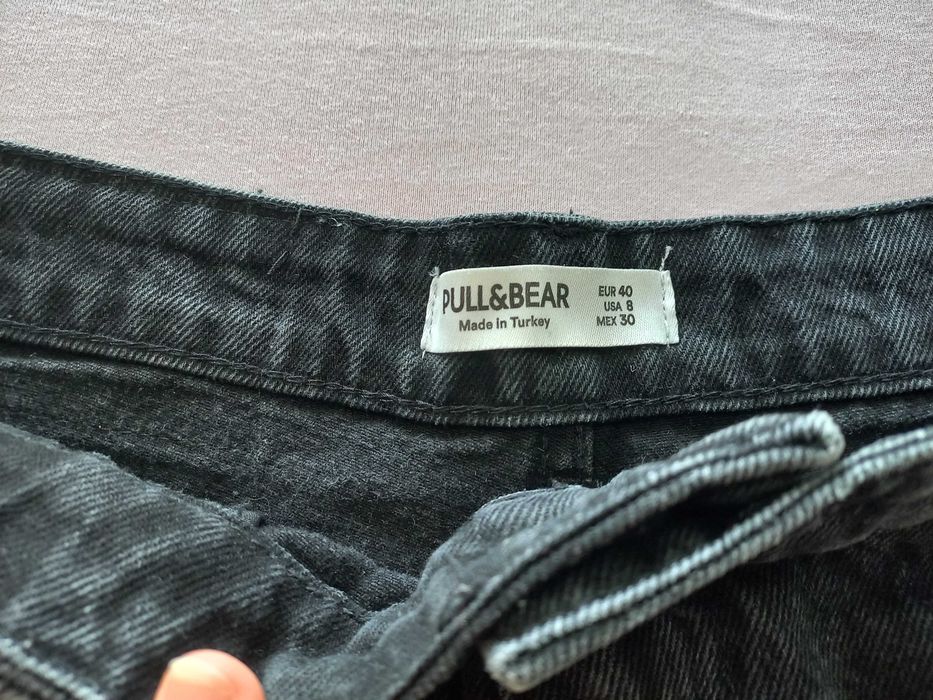 PULL&BEAR
Made in Turkey
EUR 40
USA 8
MEX 30